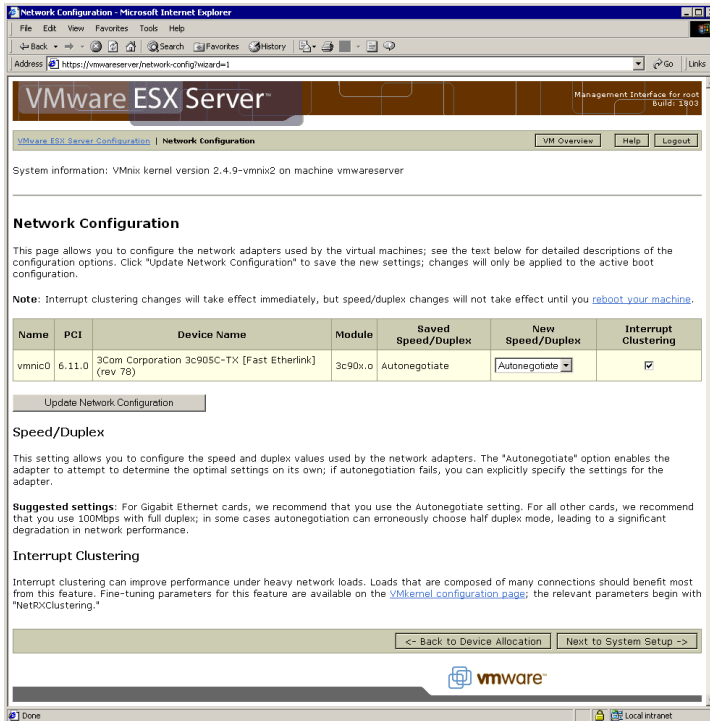 Network Configuration - Microsoft Internet Explorer
File Edit View Favorites Tools Help
Back Search Favorites History
Address https://vmwareserver/network-config?wizard=1 Go Links
VMware ESX Server™
Management Interface for root
Build: 1803
VMware ESX Server Configuration | Network Configuration VM Overview Help Logout
System information: VMnix kernel version 2.4.9-vmnix2 on machine vmwareserver
Network Configuration
This page allows you to configure the network adapters used by the virtual machines; see the text below for detailed descriptions of the
configuration options. Click "Update Network Configuration" to save the new settings; changes will only be applied to the active boot
configuration.
Note: Interrupt clustering changes will take effect immediately, but speed/duplex changes will not take effect until you reboot your machine.
Name PCI Device Name Module Saved Speed/Duplex New Speed/Duplex Interrupt Clustering
vmnic0 6.11.0 3Com Corporation 3c905C-TX [Fast Etherlink] (rev 78) 3c90x.o Autonegotiate Autonegotiate
Update Network Configuration
Speed/Duplex
This setting allows you to configure the speed and duplex values used by the network adapters. The "Autonegotiate" option enables the
adapter to attempt to determine the optimal settings on its own; if autonegotiation fails, you can explicitly specify the settings for the
adapter.
Suggested settings: For Gigabit Ethernet cards, we recommend that you use the Autonegotiate setting. For all other cards, we recommend
that you use 100Mbps with full duplex; in some cases autonegotiation can erroneously choose half duplex mode, leading to a significant
degradation in network performance.
Interrupt Clustering
Interrupt clustering can improve performance under heavy network loads. Loads that are composed of many connections should benefit most
from this feature. Fine-tuning parameters for this feature are available on the VMkernel configuration page; the relevant parameters begin with
"NetRXClustering."
<- Back to Device Allocation Next to System Setup ->
vmware™
Done Local intranet